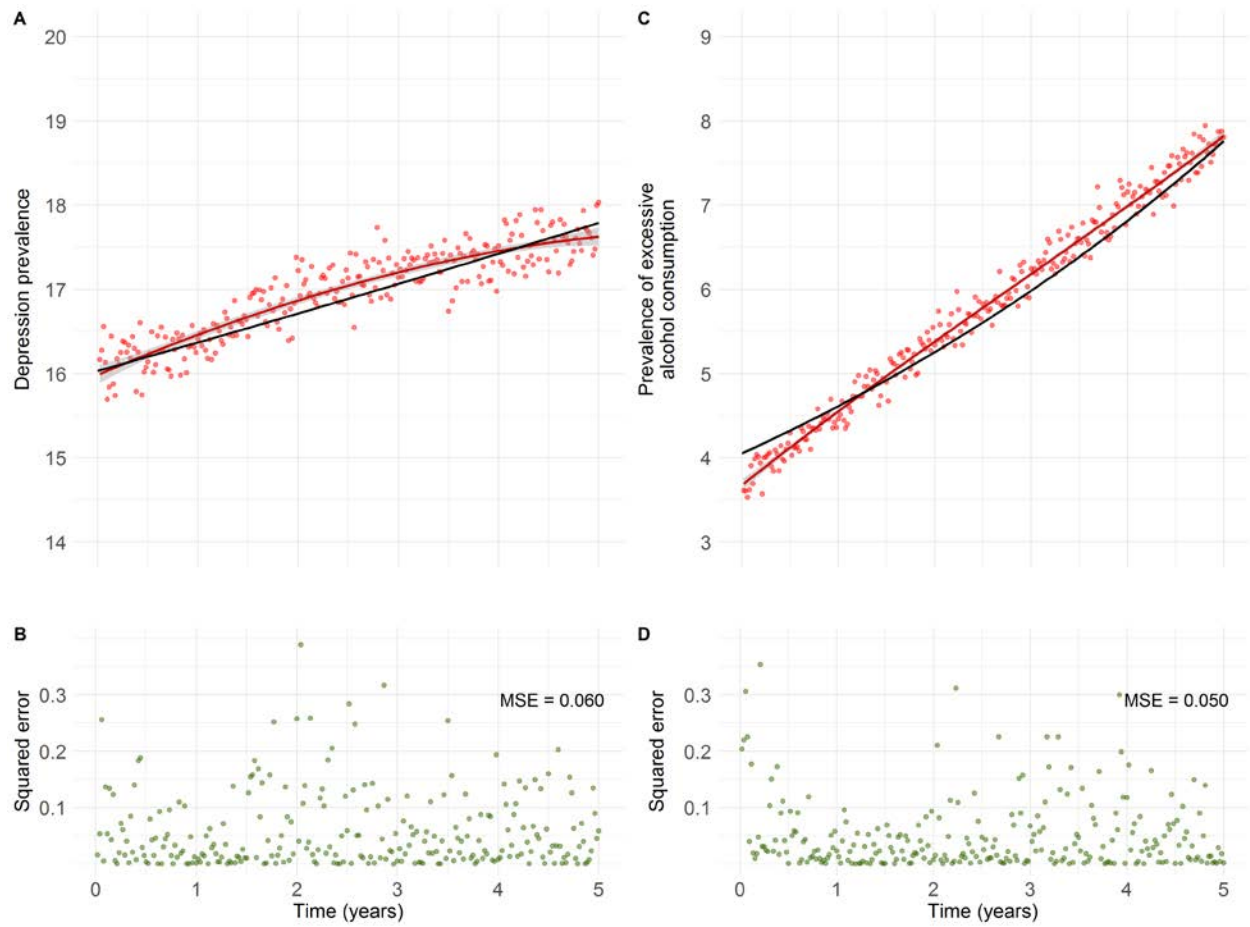 A
20
19
18
17
16
15
14
Depression prevalence
C
9
8
7
6
5
4
3
Prevalence of excessive
alcohol consumption
B
MSE = 0.060
0.3
0.2
0.1
Squared error
0 1 2 3 4 5
Time (years)
D
MSE = 0.050
0.3
0.2
0.1
Squared error
0 1 2 3 4 5
Time (years)